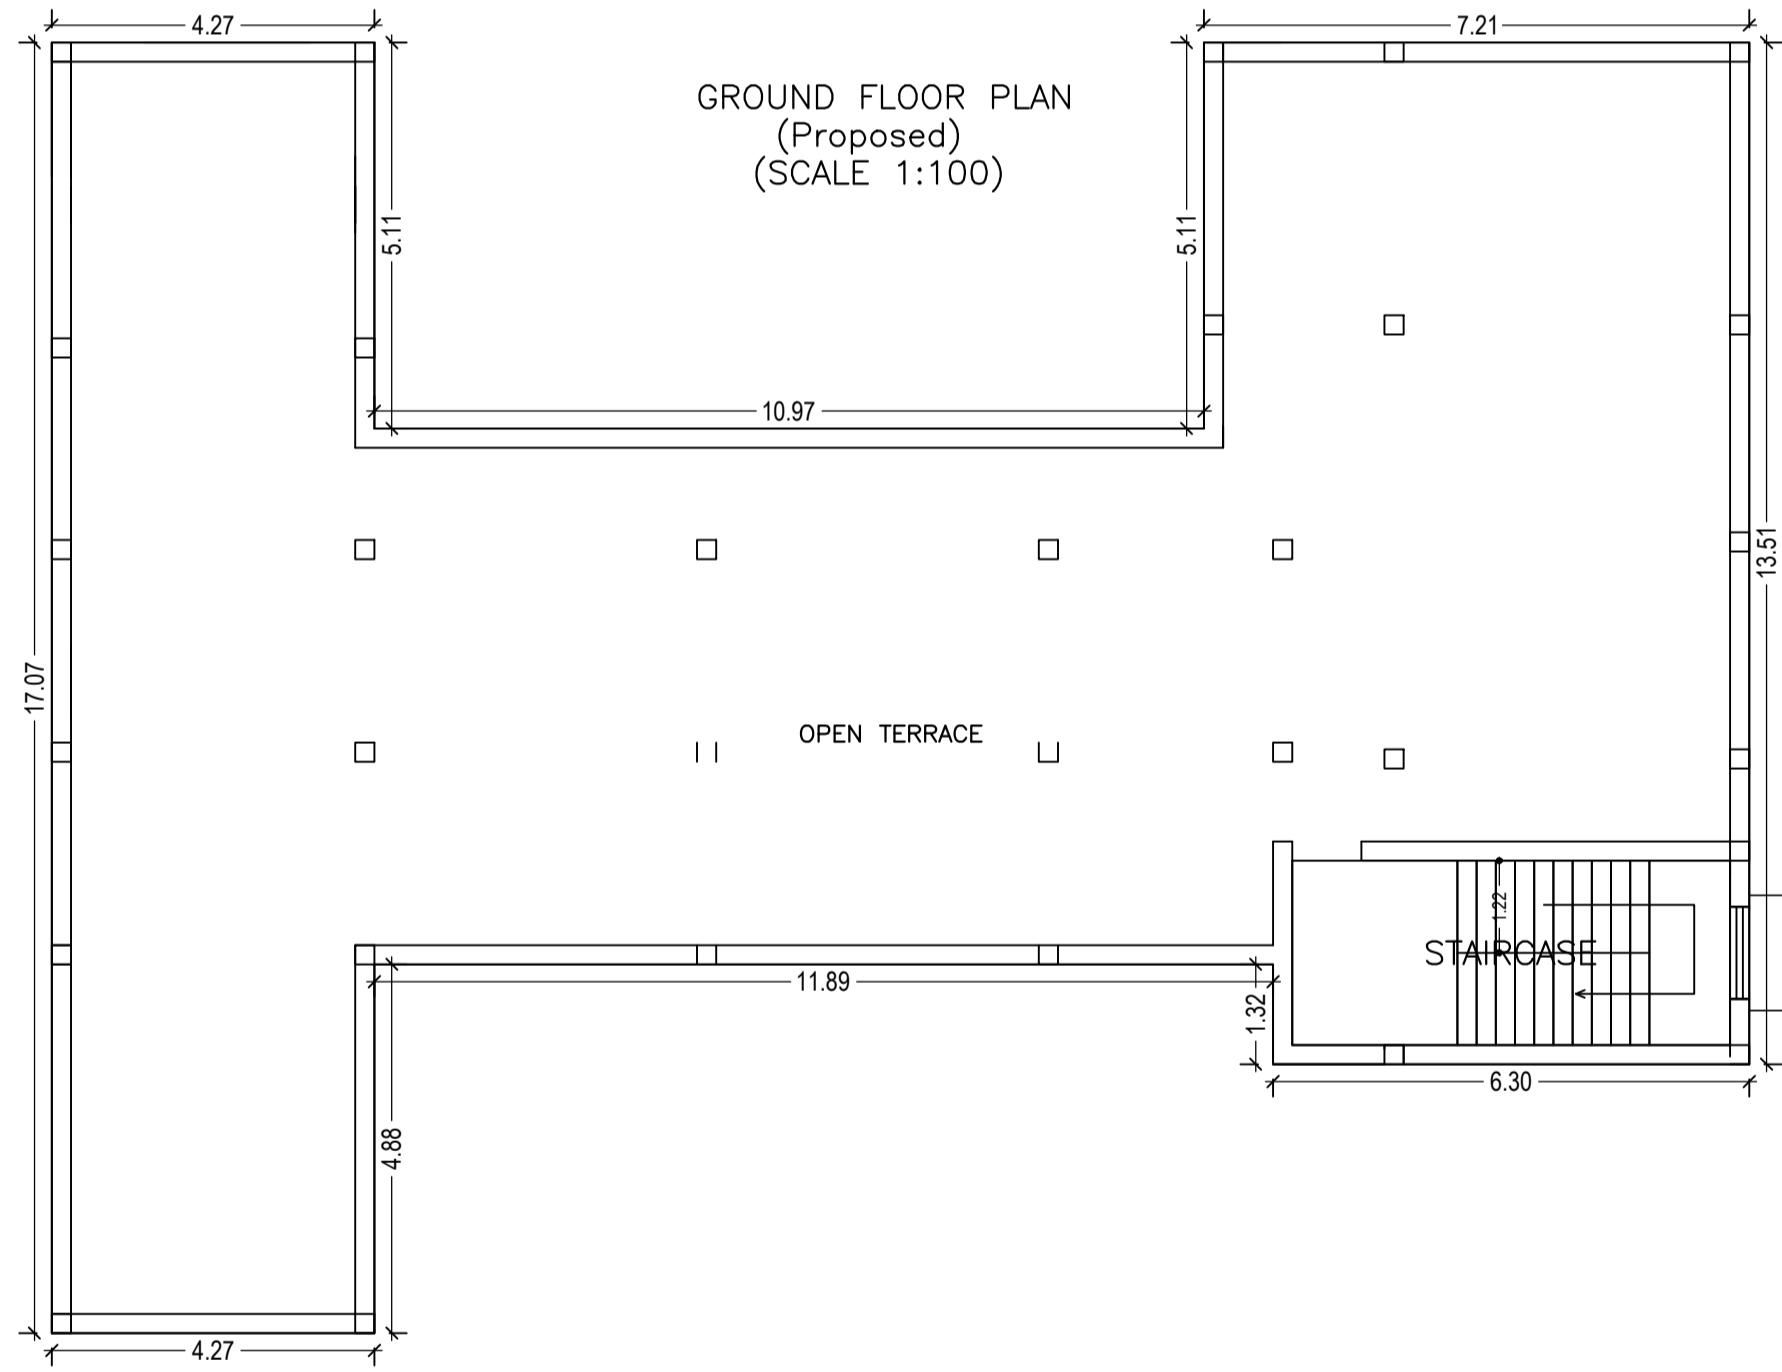 4.27
7.21
GROUND FLOOR PLAN
(Proposed)
(SCALE 1:100)
5.11
5.11
10.97
13.51
17.07
OPEN TERRACE
1.22
STAIRCASE
11.89
1.32
6.30
4.88
4.27